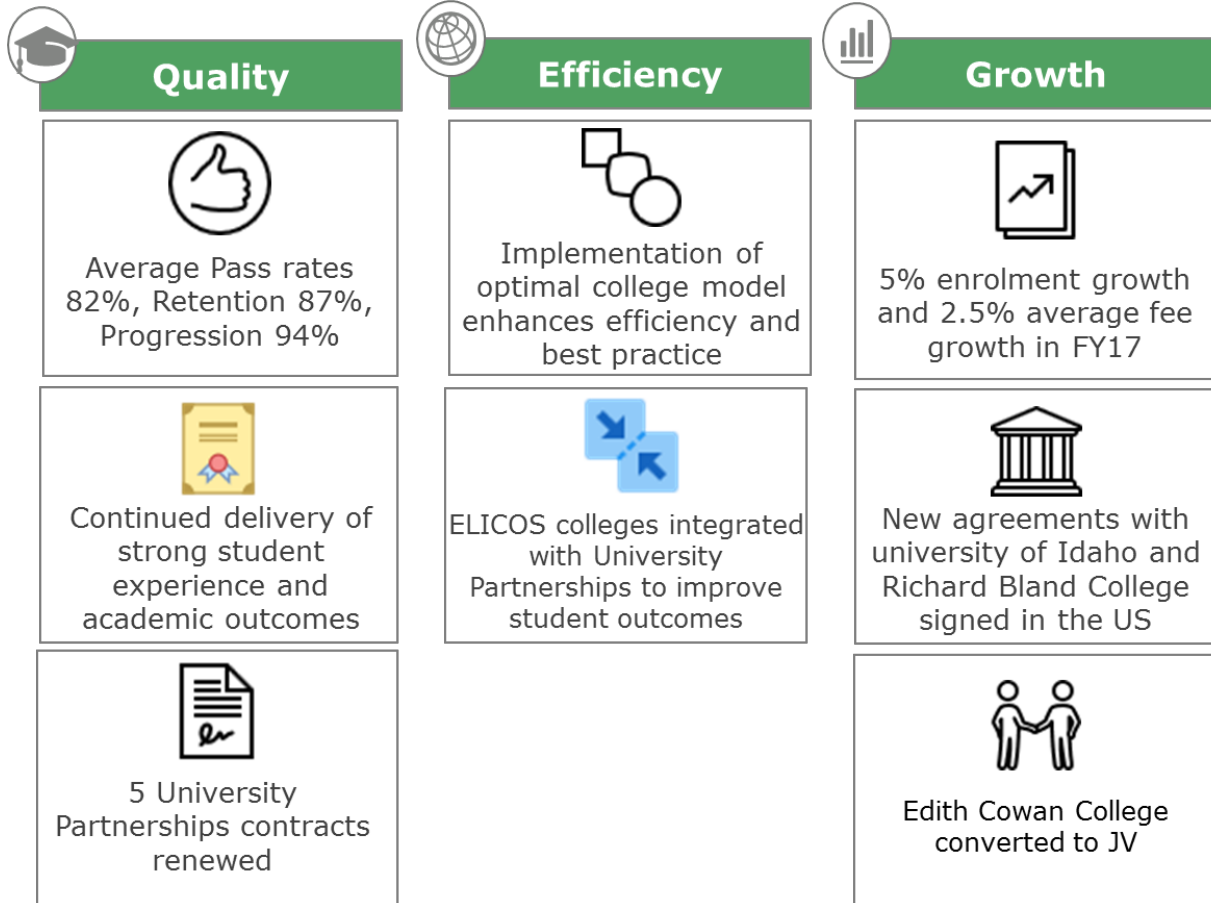 Quality
Average Pass rates
82%, Retention 87%,
Progression 94%
Continued delivery of
strong student
experience and
academic outcomes
5 University
Partnerships contracts
renewed
Efficiency
Implementation of
optimal college model
enhances efficiency and
best practice
ELICOS colleges integrated
with University
Partnerships to improve
student outcomes
Growth
5% enrolment growth
and 2.5% average fee
growth in FY17
New agreements with
university of Idaho and
Richard Bland College
signed in the US
Edith Cowan College
converted to JV